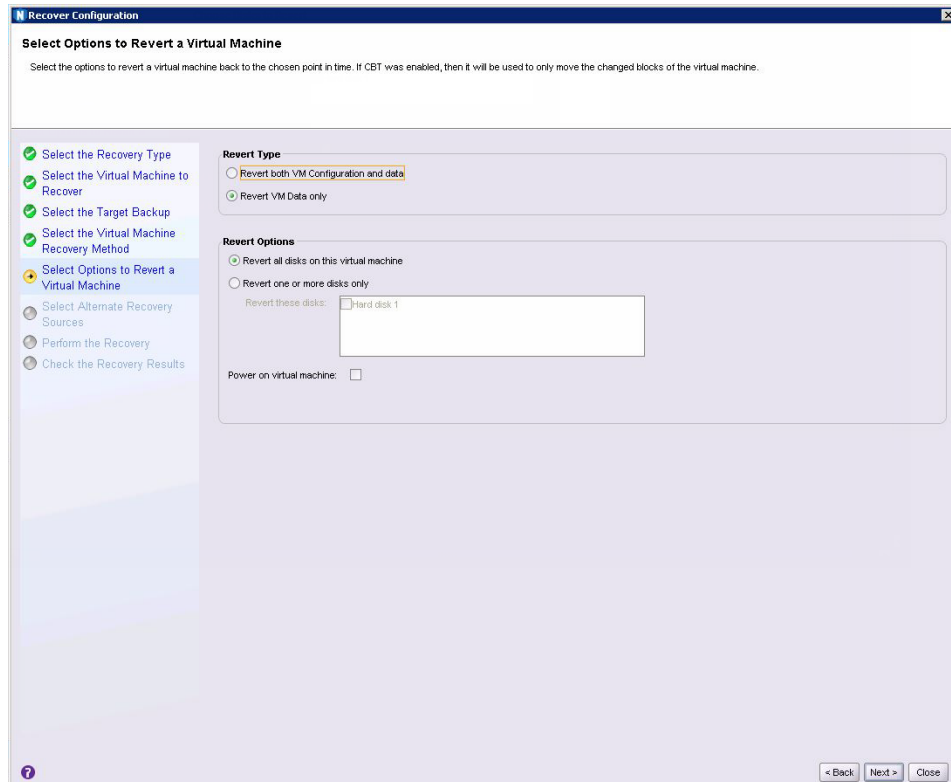 N Recover Configuration
Select Options to Revert a Virtual Machine
Select the options to revert a virtual machine back to the chosen point in time. If CBT was enabled, then it will be used to only move the changed blocks of the virtual machine.
Select the Recovery Type
Select the Virtual Machine to
Recover
Select the Target Backup
Select the Virtual Machine
Recovery Method
Select Options to Revert a
Virtual Machine
Select Alternate Recovery
Sources
Perform the Recovery
Check the Recovery Results
Revert Type
Revert both VM Configuration and data
Revert VM Data only
Revert Options
Revert all disks on this virtual machine
Revert one or more disks only
Revert these disks: Hard disk 1
Power on virtual machine:
?
< Back Next > Close